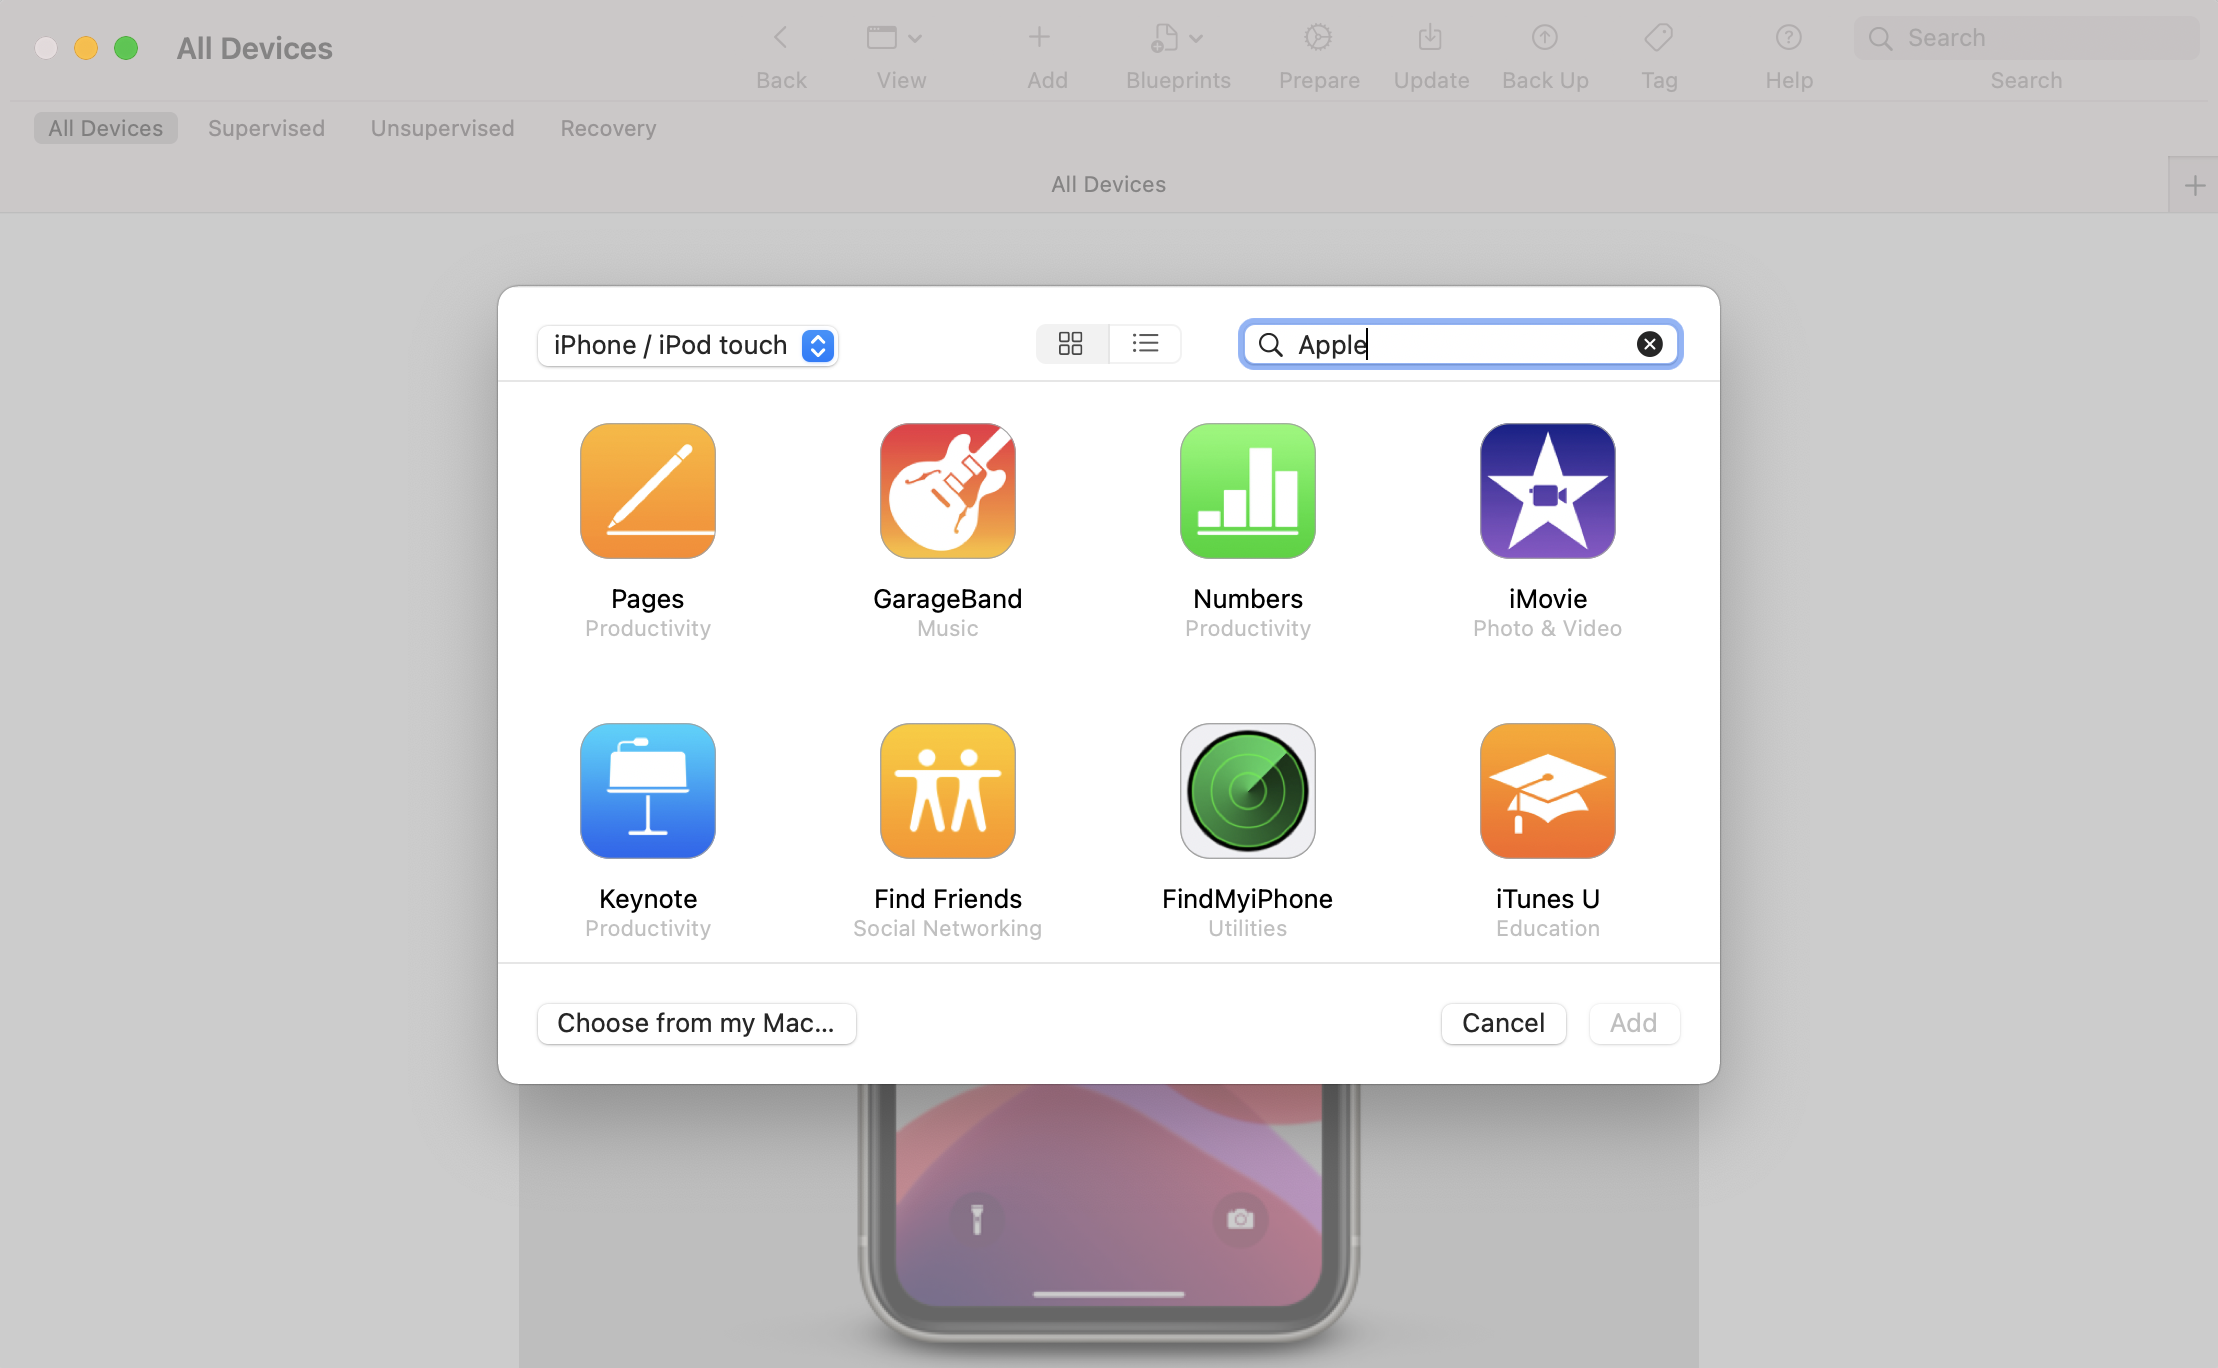 All Devices
Back
View
Add
Blueprints
Prepare
Update
Back Up
Tag
Help
Search
Search
All Devices
Supervised
Unsupervised
Recovery
All Devices
iPhone / iPod touch
Apple
Pages
Productivity
GarageBand
Music
Numbers
Productivity
iMovie
Photo & Video
Keynote
Productivity
Find Friends
Social Networking
FindMyiPhone
Utilities
iTunes U
Education
Choose from my Mac...
Cancel
Add